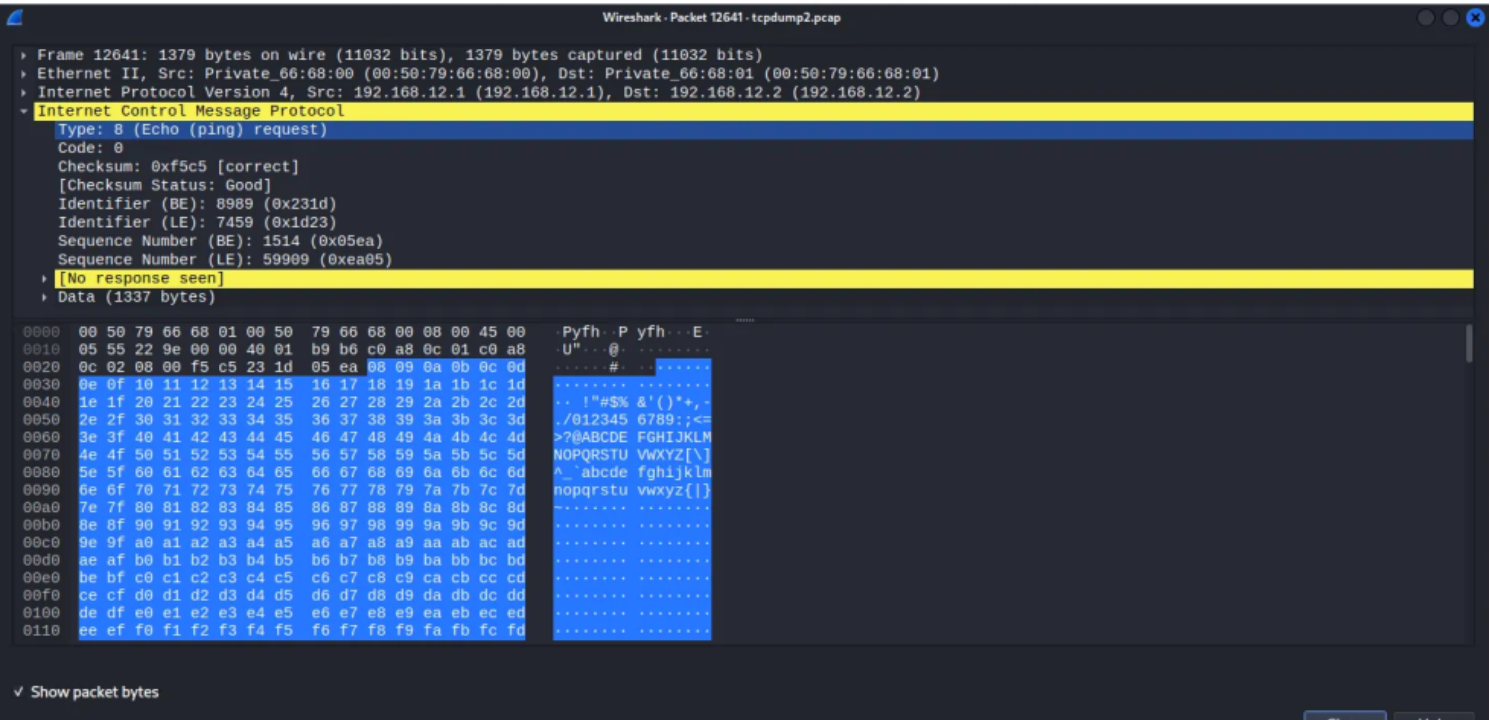 Wireshark · Packet 12641 · tcpdump2.pcap
Frame 12641: 1379 bytes on wire (11032 bits), 1379 bytes captured (11032 bits)
Ethernet II, Src: Private_66:68:00 (00:50:79:66:68:00), Dst: Private_66:68:01 (00:50:79:66:68:01)
Internet Protocol Version 4, Src: 192.168.12.1 (192.168.12.1), Dst: 192.168.12.2 (192.168.12.2)
Internet Control Message Protocol
Type: 8 (Echo (ping) request)
Code: 0
Checksum: 0xf5c5 [correct]
[Checksum Status: Good]
Identifier (BE): 8989 (0x231d)
Identifier (LE): 7459 (0x1d23)
Sequence Number (BE): 1514 (0x05ea)
Sequence Number (LE): 59909 (0xea05)
[No response seen]
Data (1337 bytes)
0000 00 50 79 66 68 01 00 50 79 66 68 00 08 00 45 00 ·Pyfh··P yfh···E·
0010 05 55 22 9e 00 00 40 01 b9 b6 c0 a8 0c 01 c0 a8 ·U"···@· ········
0020 0c 02 08 00 f5 c5 23 1d 05 ea 08 09 0a 0b 0c 0d ······#· ········
0030 0e 0f 10 11 12 13 14 15 16 17 18 19 1a 1b 1c 1d ········ ········
0040 1e 1f 20 21 22 23 24 25 26 27 28 29 2a 2b 2c 2d ·· !"#$% &'()*+,-
0050 2e 2f 30 31 32 33 34 35 36 37 38 39 3a 3b 3c 3d ./012345 6789:;<=
0060 3e 3f 40 41 42 43 44 45 46 47 48 49 4a 4b 4c 4d >?@ABCDE FGHIJKLM
0070 4e 4f 50 51 52 53 54 55 56 57 58 59 5a 5b 5c 5d NOPQRSTU VWXYZ[\]
0080 5e 5f 60 61 62 63 64 65 66 67 68 69 6a 6b 6c 6d ^_`abcde fghijklm
0090 6e 6f 70 71 72 73 74 75 76 77 78 79 7a 7b 7c 7d nopqrstu vwxyz{|}
00a0 7e 7f 80 81 82 83 84 85 86 87 88 89 8a 8b 8c 8d ~······· ········
00b0 8e 8f 90 91 92 93 94 95 96 97 98 99 9a 9b 9c 9d ········ ········
00c0 9e 9f a0 a1 a2 a3 a4 a5 a6 a7 a8 a9 aa ab ac ad ········ ········
00d0 ae af b0 b1 b2 b3 b4 b5 b6 b7 b8 b9 ba bb bc bd ········ ········
00e0 be bf c0 c1 c2 c3 c4 c5 c6 c7 c8 c9 ca cb cc cd ········ ········
00f0 ce cf d0 d1 d2 d3 d4 d5 d6 d7 d8 d9 da db dc dd ········ ········
0100 de df e0 e1 e2 e3 e4 e5 e6 e7 e8 e9 ea eb ec ed ········ ········
0110 ee ef f0 f1 f2 f3 f4 f5 f6 f7 f8 f9 fa fb fc fd ········ ········
Show packet bytes